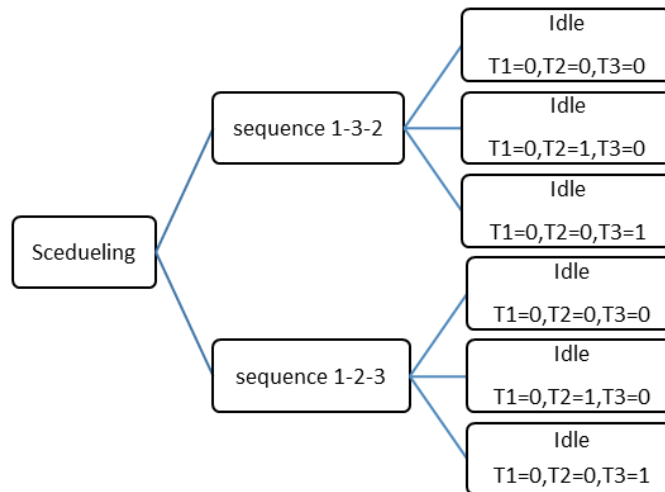 Idle
T1=0,T2=0,T3=0
sequence 1-3-2
Idle
T1=0,T2=1,T3=0
Idle
T1=0,T2=0,T3=1
Scedueling
Idle
T1=0,T2=0,T3=0
sequence 1-2-3
Idle
T1=0,T2=1,T3=0
Idle
T1=0,T2=0,T3=1